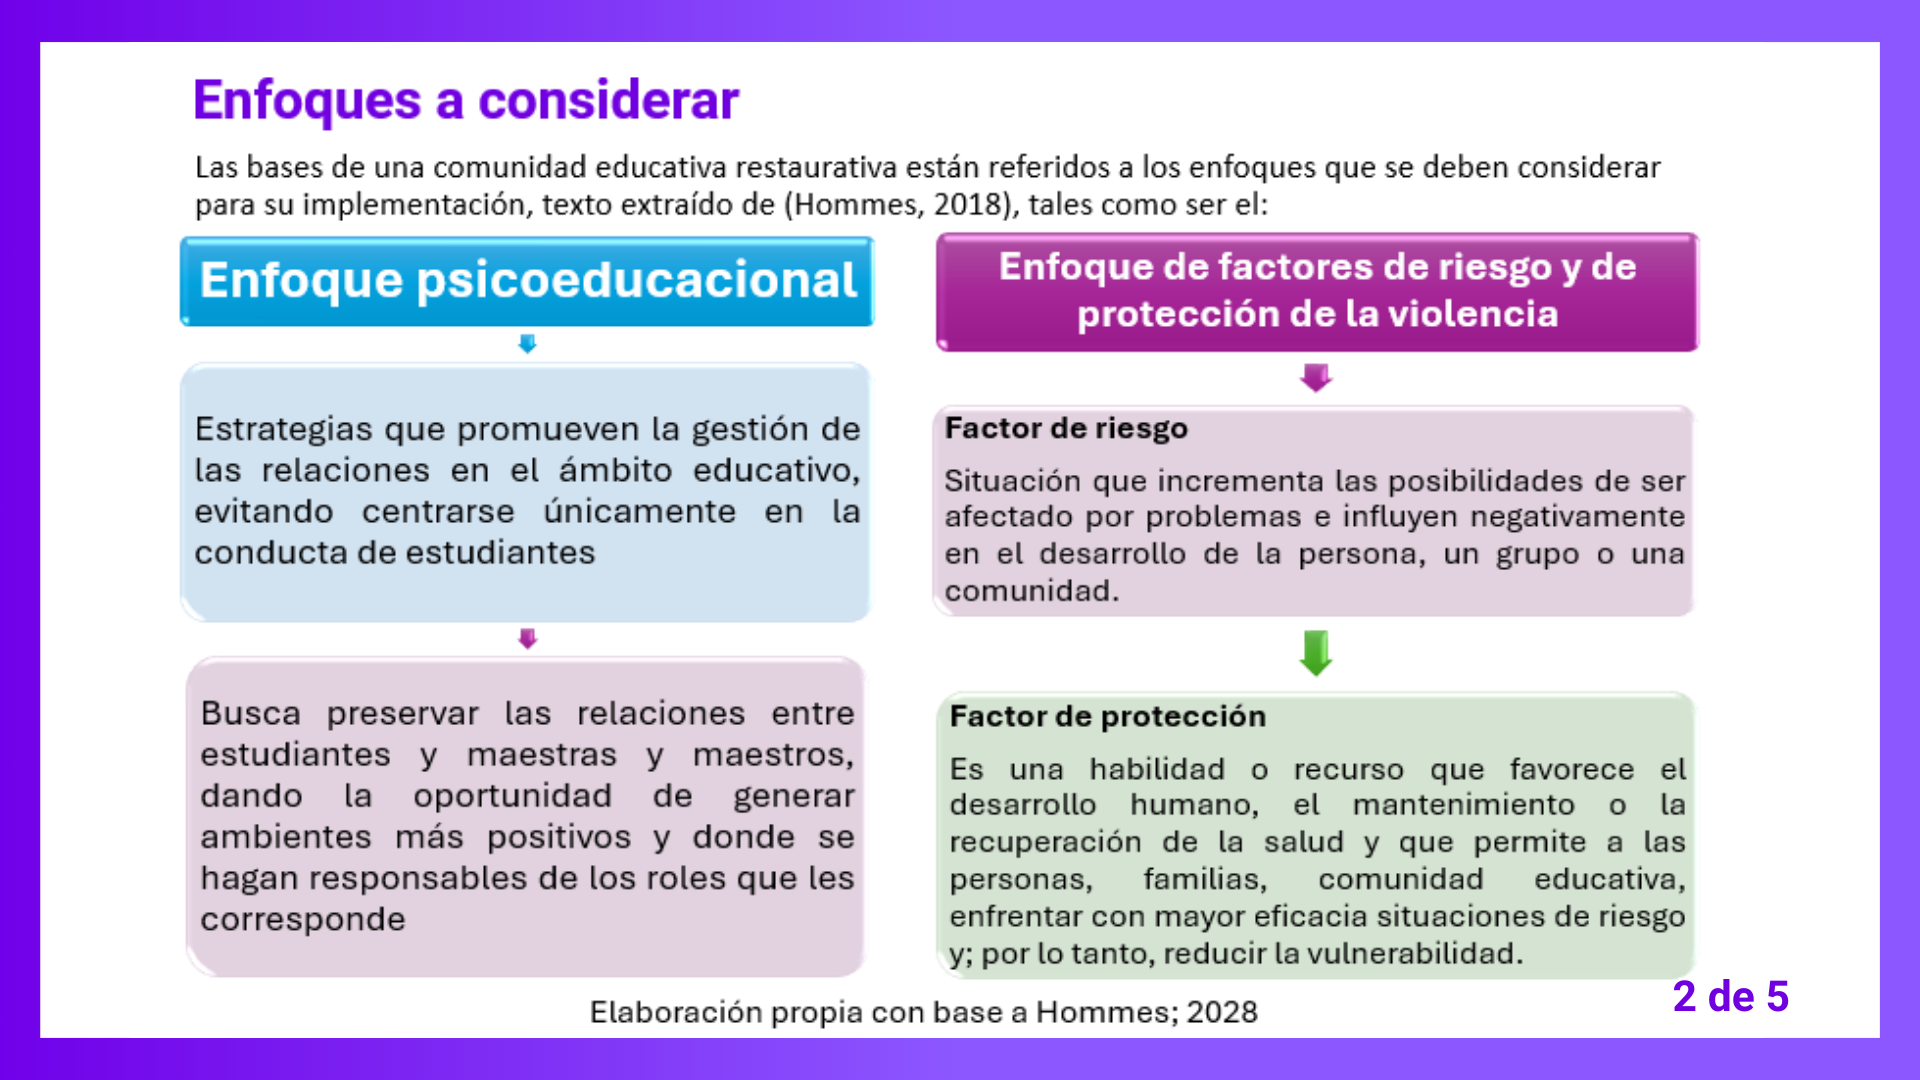 Enfoques a considerar
Las bases de una comunidad educativa restaurativa están referidos a los enfoques que se deben considerar
para su implementación, texto extraído de (Hommes, 2018), tales como ser el:
Enfoque psicoeducacional
Estrategias que promueven la gestión de
las relaciones en el ámbito educativo,
evitando centrarse únicamente en la
conducta de estudiantes
Busca preservar las relaciones entre
estudiantes y maestras y maestros,
dando la oportunidad de generar
ambientes más positivos y donde se
hagan responsables de los roles que les
corresponde
Enfoque de factores de riesgo y de
protección de la violencia
Factor de riesgo
Situación que incrementa las posibilidades de ser
afectado por problemas e influyen negativamente
en el desarrollo de la persona, un grupo o una
comunidad.
Factor de protección
Es una habilidad o recurso que favorece el
desarrollo humano, el mantenimiento o la
recuperación de la salud y que permite a las
personas, familias, comunidad educativa,
enfrentar con mayor eficacia situaciones de riesgo
y; por lo tanto, reducir la vulnerabilidad.
Elaboración propia con base a Hommes; 2028
2 de 5